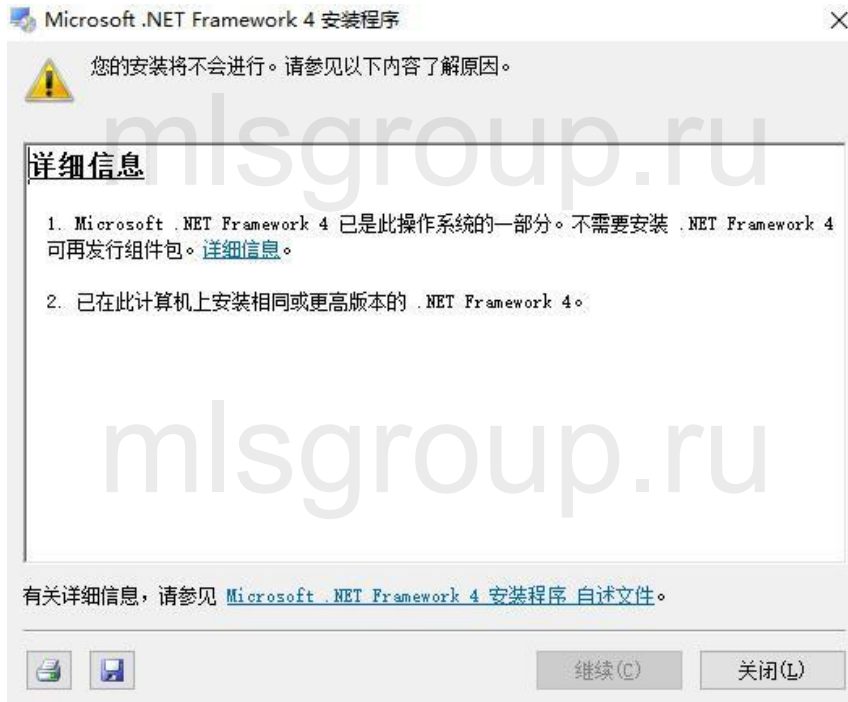 Microsoft .NET Framework 4 安装程序
您的安装将不会进行。请参见以下内容了解原因。
mlsgroup.ru
详细信息
1. Microsoft .NET Framework 4 已是此操作系统的一部分。不需要安装 .NET Framework 4
可再发行组件包。详细信息。
2. 已在此计算机上安装相同或更高版本的 .NET Framework 4。
mlsgroup.ru
有关详细信息，请参见 Microsoft .NET Framework 4 安装程序 自述文件。
继续(C) 关闭(L)